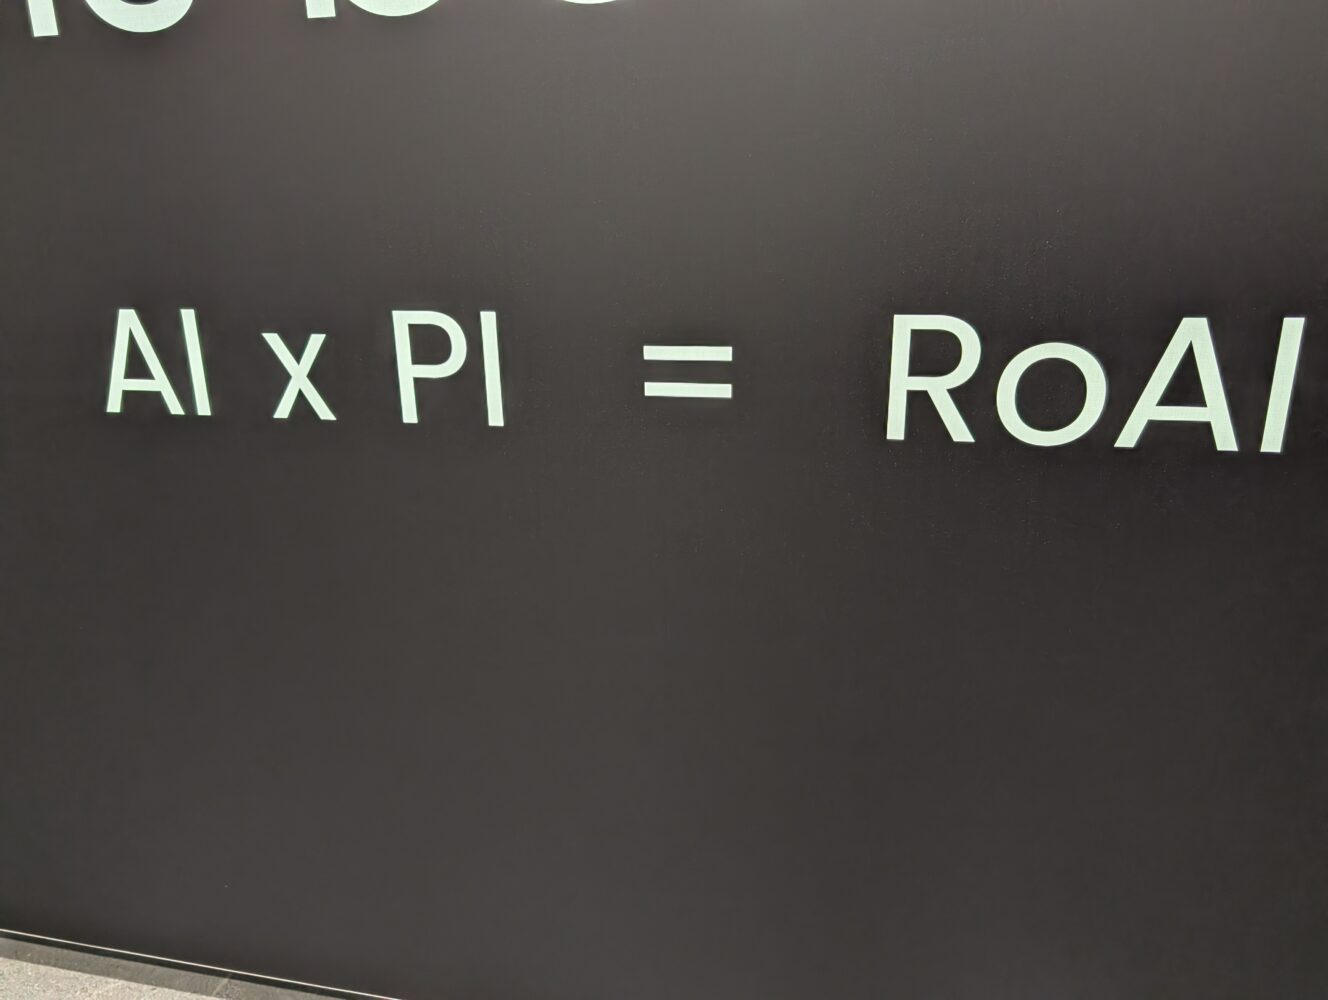 AI x PI = RoAI